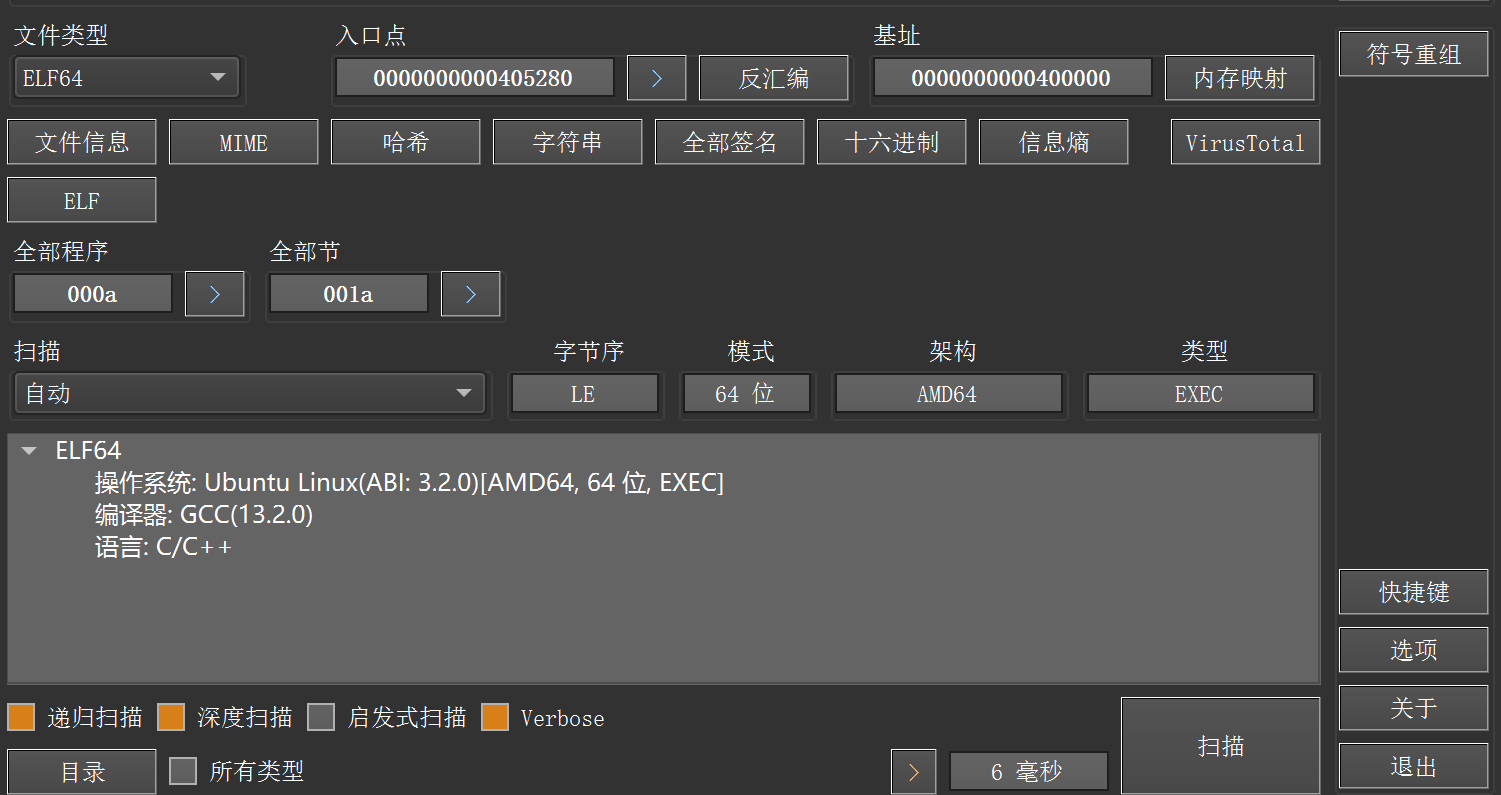 文件类型 入口点 基址
ELF64 0000000000405280 > 反汇编 0000000000400000 内存映射 符号重组
文件信息 MIME 哈希 字符串 全部签名 十六进制 信息熵 VirusTotal
ELF
全部程序 全部节
000a > 001a >
扫描 字节序 模式 架构 类型
自动 LE 64 位 AMD64 EXEC
ELF64
操作系统: Ubuntu Linux(ABI: 3.2.0)[AMD64, 64 位, EXEC]
编译器: GCC(13.2.0)
语言: C/C++
快捷键
选项
关于
递归扫描 深度扫描 启发式扫描 Verbose
目录 所有类型 > 6 毫秒 扫描
退出